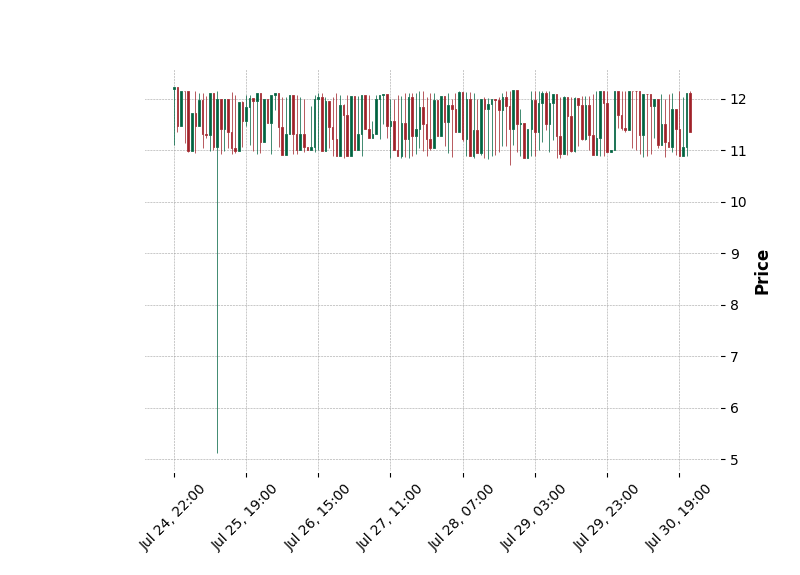 12
11
10
9
8
7
6
5
Price
Jul 24, 22:00
Jul 25, 19:00
Jul 26, 15:00
Jul 27, 11:00
Jul 28, 07:00
Jul 29, 03:00
Jul 29, 23:00
Jul 30, 19:00